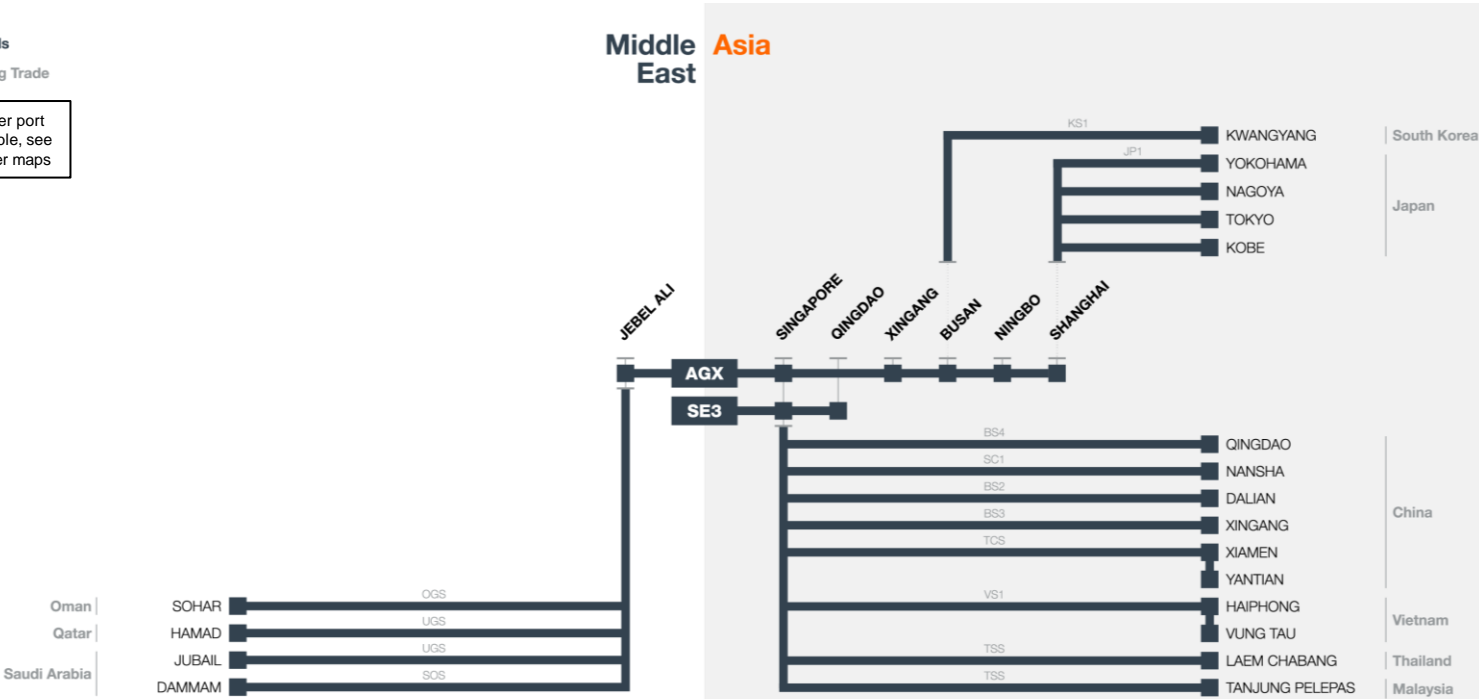 ls
g Trade
er port
ole, see
er maps
Middle
East
Asia
KS1
KWANGYANG
South Korea
JP1
YOKOHAMA
NAGOYA
Japan
TOKYO
KOBE
JEBEL ALI
SINGAPORE
QINGDAO
XINGANG
BUSAN
NINGBO
SHANGHAI
AGX
SE3
BS4
QINGDAO
SC1
NANSHA
BS2
DALIAN
China
BS3
XINGANG
TCS
XIAMEN
YANTIAN
Oman
SOHAR
OGS
VS1
HAIPHONG
Vietnam
Qatar
HAMAD
UGS
VUNG TAU
JUBAIL
UGS
TSS
LAEM CHABANG
Thailand
Saudi Arabia
DAMMAM
SOS
TSS
TANJUNG PELEPAS
Malaysia